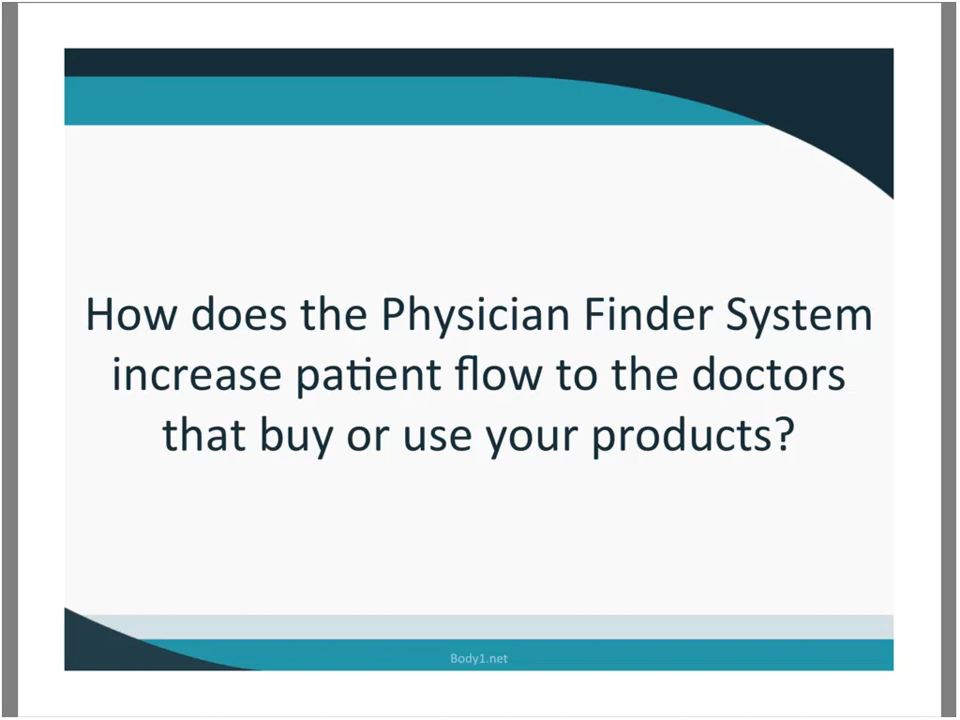 How does the Physician Finder System
increase patient flow to the doctors
that buy or use your products?
Body1.net